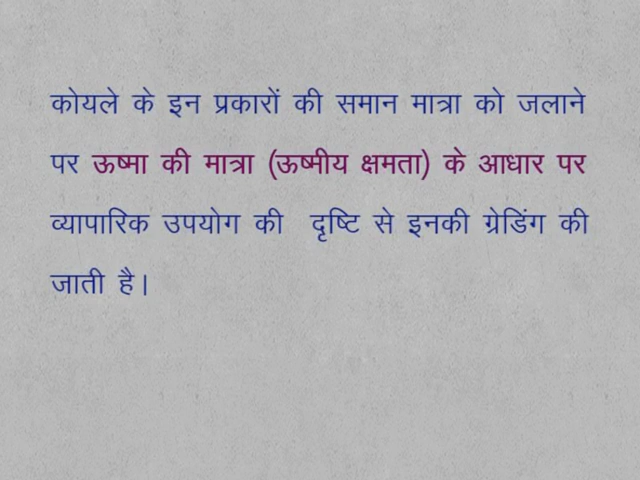 कोयले के इन प्रकारों की समान मात्रा को जलाने
पर ऊष्मा की मात्रा (ऊष्मीय क्षमता) के आधार पर
व्यापारिक उपयोग की दृष्टि से इनकी ग्रेडिंग की
जाती है।